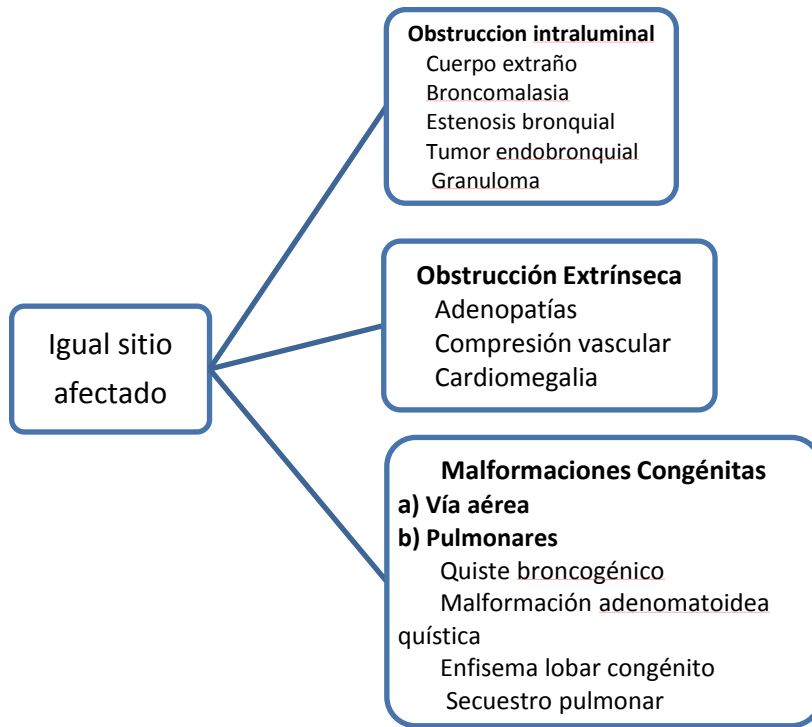 Obstruccion intraluminal
Cuerpo extraño
Broncomalasia
Estenosis bronquial
Tumor endobronquial
Granuloma
Igual sitio
afectado
Obstrucción Extrínseca
Adenopatías
Compresión vascular
Cardiomegalia
Malformaciones Congénitas
a) Vía aérea
b) Pulmonares
Quiste broncogénico
Malformación adenomatoidea
quística
Enfisema lobar congénito
Secuestro pulmonar